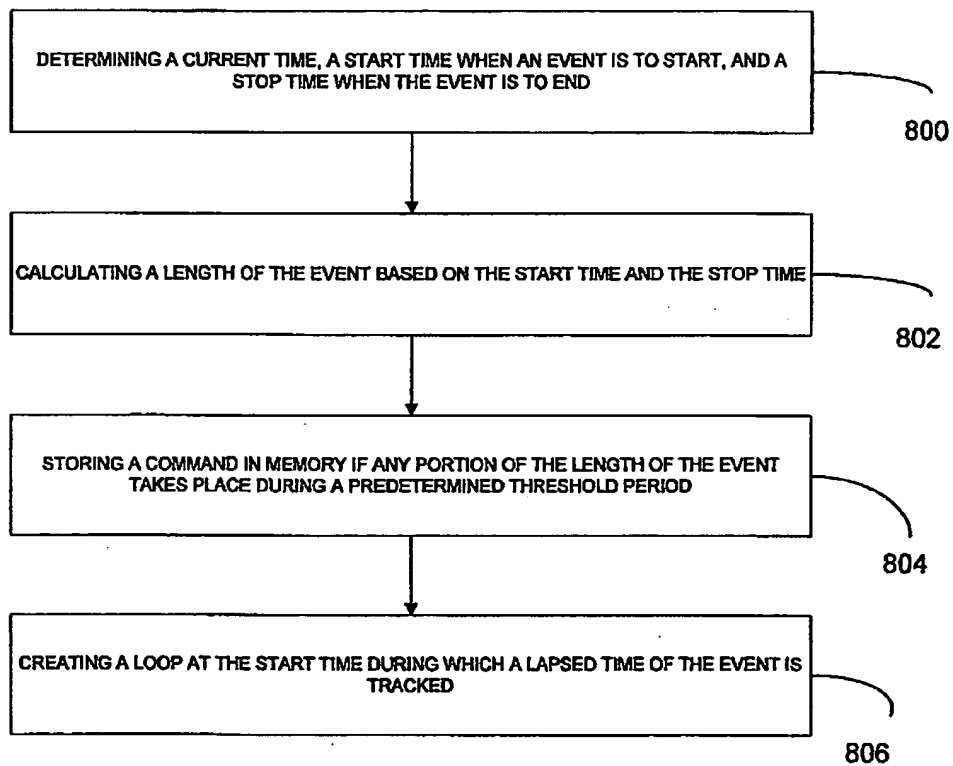 DETERMINING A CURRENT TIME, A START TIME WHEN AN EVENT IS TO START, AND A
STOP TIME WHEN THE EVENT IS TO END
800
CALCULATING A LENGTH OF THE EVENT BASED ON THE START TIME AND THE STOP TIME
802
STORING A COMMAND IN MEMORY IF ANY PORTION OF THE LENGTH OF THE EVENT
TAKES PLACE DURING A PREDETERMINED THRESHOLD PERIOD
804
CREATING A LOOP AT THE START TIME DURING WHICH A LAPSED TIME OF THE EVENT IS
TRACKED
806